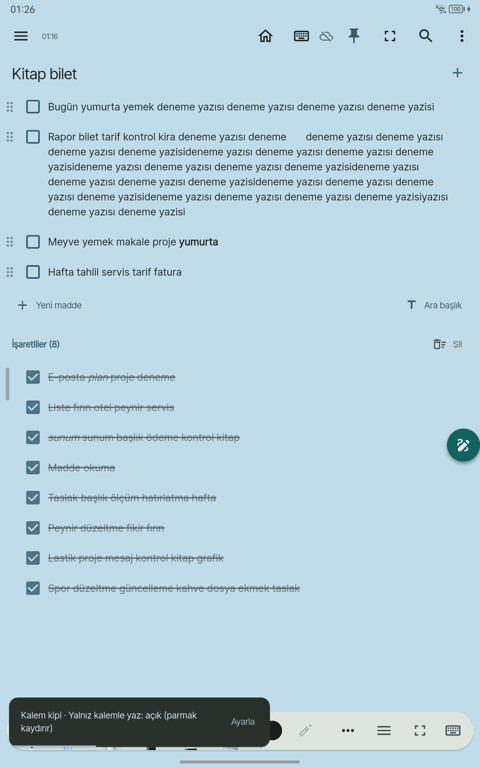 01:26
100
01:16
Kitap bilet
Bugün yumurta yemek deneme yazısı deneme yazısı deneme yazısı deneme yazisi
Rapor bilet tarif kontrol kira deneme yazısı deneme deneme yazısı deneme yazısı
deneme yazısı deneme yazisideneme yazısı deneme yazısı deneme yazısı deneme
yazisideneme yazısı deneme yazısı deneme yazısı deneme yazisideneme yazısı
deneme yazısı deneme yazısı deneme yazisideneme yazısı deneme yazısı deneme
yazısı deneme yazisideneme yazısı deneme yazısı deneme yazısı deneme yazisiyazısı
deneme yazısı deneme yazisi
Meyve yemek makale proje yumurta
Hafta tahlil servis tarif fatura
Yeni madde
Ara başlık
İşaretliler (8)
Sil
E-posta plan proje deneme
Liste fırın otel peynir servis
sunum sunum başlık ödeme kontrol kitap
Madde okuma
Taslak başlık ölçüm hatırlatma hafta
Peynir düzeltme fikir fırın
Lastik proje mesaj kontrol kitap grafik
Spor düzeltme güncelleme kahve dosya ekmek taslak
Kalem kipi · Yalnız kalemle yaz: açık (parmak
kaydırır)
Ayarla